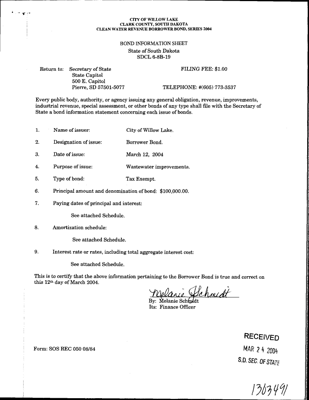 CITY OF WILLOW LAKE
CLARK COUNTY, SOUTH DAKOTA
CLEAN WATER REVENUE BORROWER BOND, SERIES 2004
BOND INFORMATION SHEET
State of South Dakota
SDCL 6-8B-19
Return to: Secretary of State FILING FEE: $1.00
State Capitol
500 E. Capitol
Pierre, SD 57501-5077 TELEPHONE: #(605) 773-3537
Every public body, authority, or agency issuing any general obligation, revenue, improvements,
industrial revenue, special assessment, or other bonds of any type shall file with the Secretary of
State a bond information statement concerning each issue of bonds.
1. Name of issuer: City of Willow Lake.
2. Designation of issue: Borrower Bond.
3. Date of issue: March 12, 2004
4. Purpose of issue: Wastewater improvements.
5. Type of bond: Tax Exempt.
6. Principal amount and denomination of bond: $100,000.00.
7. Paying dates of principal and interest:
See attached Schedule.
8. Amortization schedule:
See attached Schedule.
9. Interest rate or rates, including total aggregate interest cost:
See attached Schedule.
This is to certify that the above information pertaining to the Borrower Bond is true and correct on
this 12th day of March 2004.
Melanie Schmidt
By: Melanie Schmidt
Its: Finance Officer
RECEIVED
MAR 24 2004
S.D. SEC. OF STATE
Form: SOS REC 050 06/84
1303491